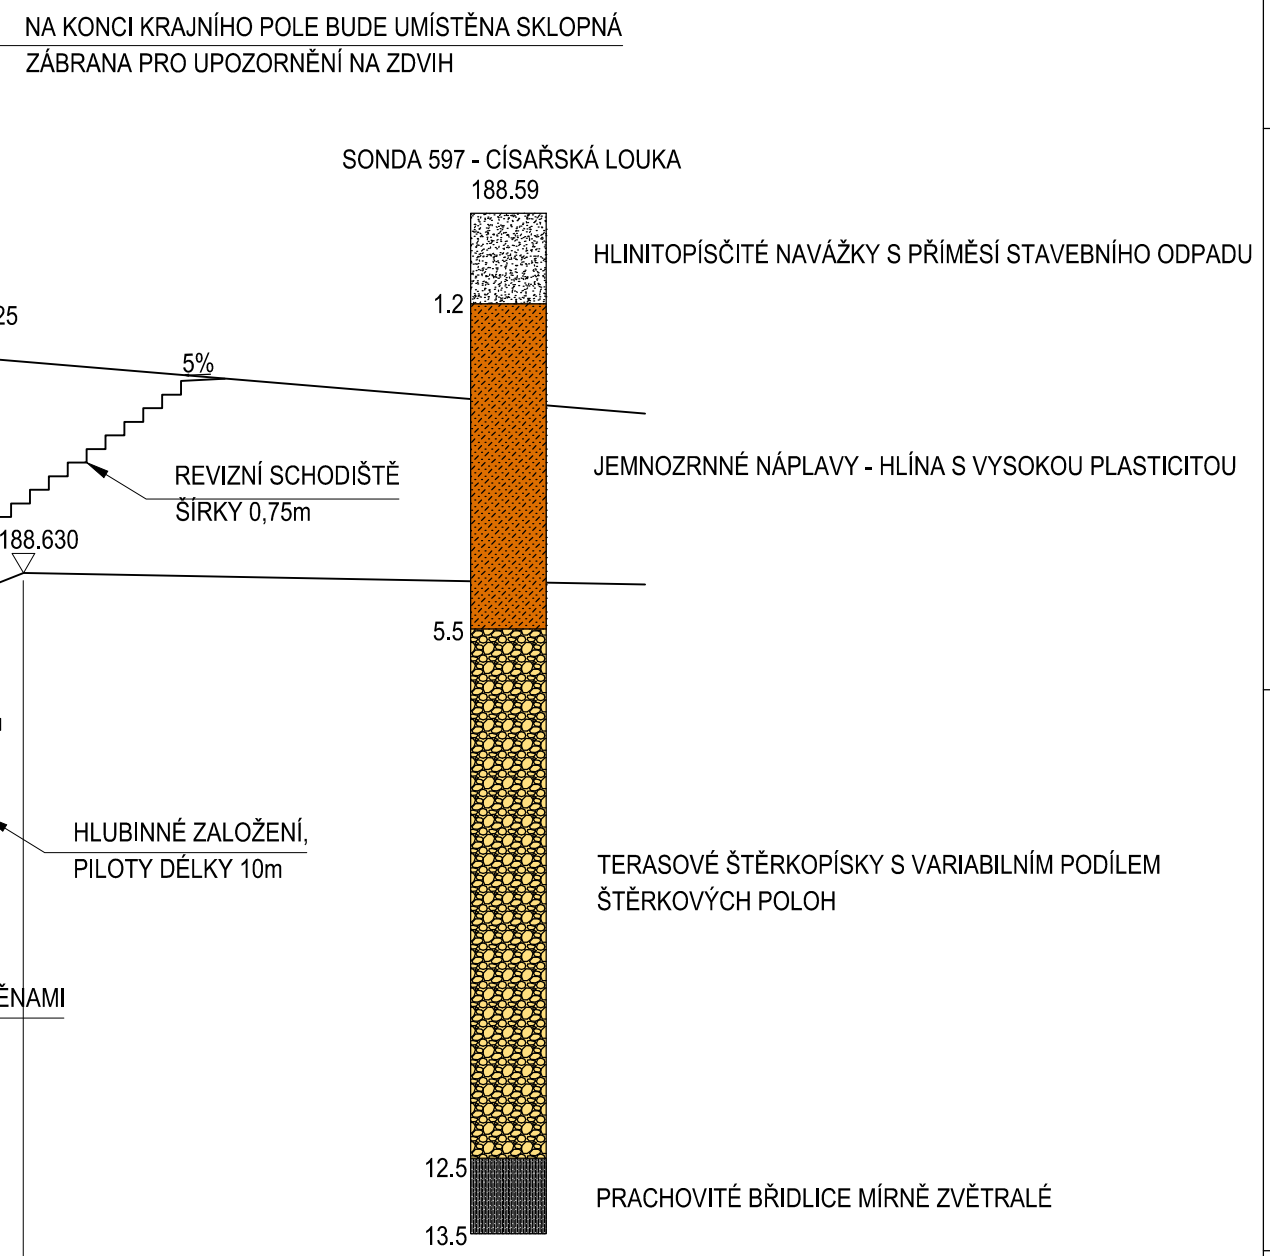 NA KONCI KRAJNÍHO POLE BUDE UMÍSTĚNA SKLOPNÁ
ZÁBRANA PRO UPOZORNĚNÍ NA ZDVIH
SONDA 597 - CÍSAŘSKÁ LOUKA
188.59
HLINITOPÍSČITÉ NAVÁŽKY S PŘÍMĚSÍ STAVEBNÍHO ODPADU
1.2
25
5%
JEMNOZRNNÉ NÁPLAVY - HLÍNA S VYSOKOU PLASTICITOU
REVIZNÍ SCHODIŠTĚ
ŠÍRKY 0,75m
188.630
5.5
HLUBINNÉ ZALOŽENÍ,
PILOTY DÉLKY 10m
TERASOVÉ ŠTĚRKOPÍSKY S VARIABILNÍM PODÍLEM
ŠTĚRKOVÝCH POLOH
ĚNAMI
12.5
PRACHOVITÉ BŘIDLICE MÍRNĚ ZVĚTRALÉ
13.5